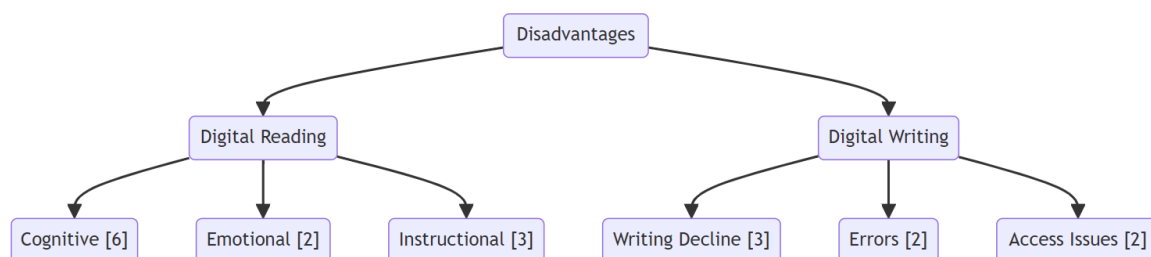 Disadvantages
Digital Reading
Digital Writing
Cognitive [6]
Emotional [2]
Instructional [3]
Writing Decline [3]
Errors [2]
Access Issues [2]